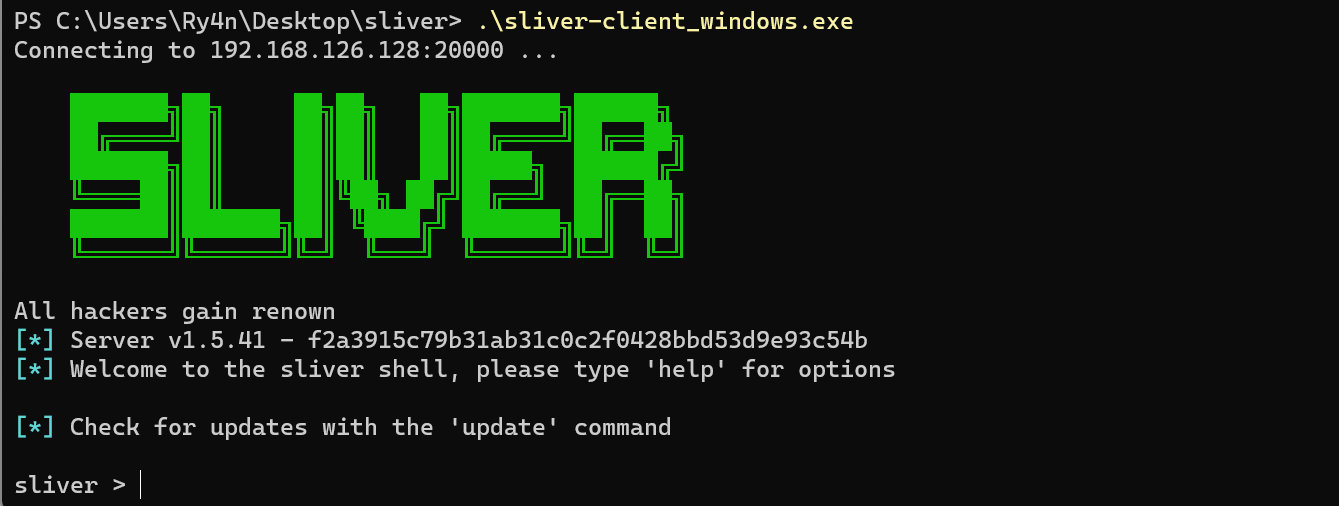 PS C:\Users\Ry4n\Desktop\sliver> .\sliver-client_windows.exe
Connecting to 192.168.126.128:20000 ...
SLIVER
All hackers gain renown
[*] Server v1.5.41 - f2a3915c79b31ab31c0c2f0428bbd53d9e93c54b
[*] Welcome to the sliver shell, please type 'help' for options
[*] Check for updates with the 'update' command
sliver >